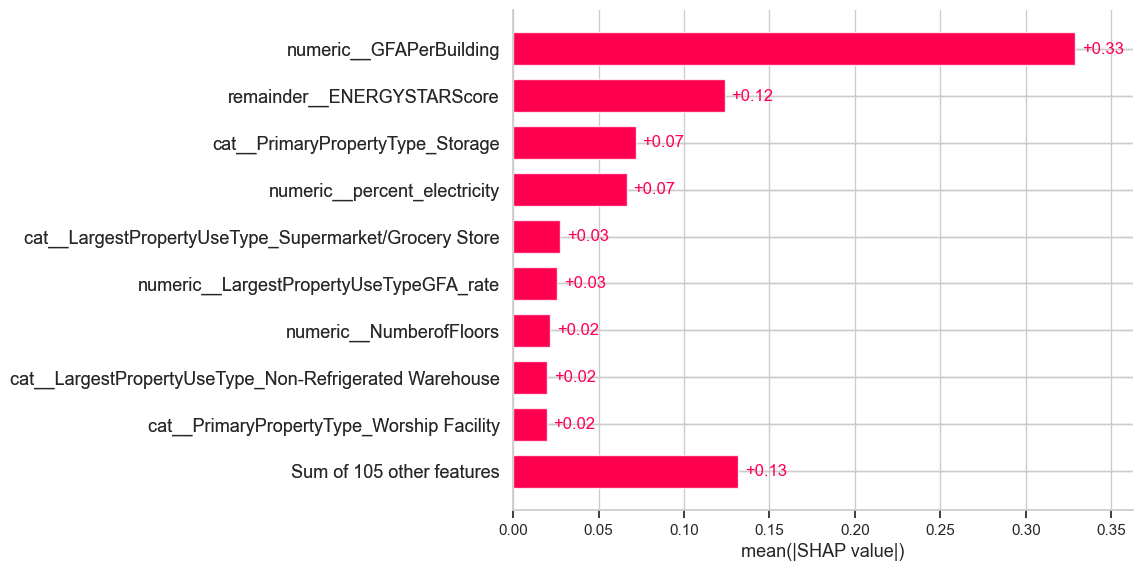 numeric__GFAPerBuilding +0.33
remainder__ENERGYSTARScore +0.12
cat__PrimaryPropertyType_Storage +0.07
numeric__percent_electricity +0.07
cat__LargestPropertyUseType_Supermarket/Grocery Store +0.03
numeric__LargestPropertyUseTypeGFA_rate +0.03
numeric__NumberofFloors +0.02
cat__LargestPropertyUseType_Non-Refrigerated Warehouse +0.02
cat__PrimaryPropertyType_Worship Facility +0.02
Sum of 105 other features +0.13
0.00 0.05 0.10 0.15 0.20 0.25 0.30 0.35
mean(|SHAP value|)